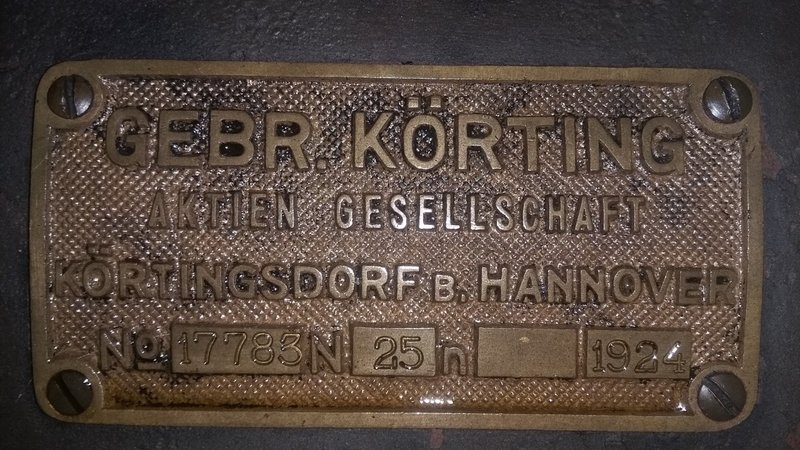 GEBR. KÖRTING
AKTIEN GESELLSCHAFT
KÖRTINGSDORF B. HANNOVER
No 17783 N 25 n 1924